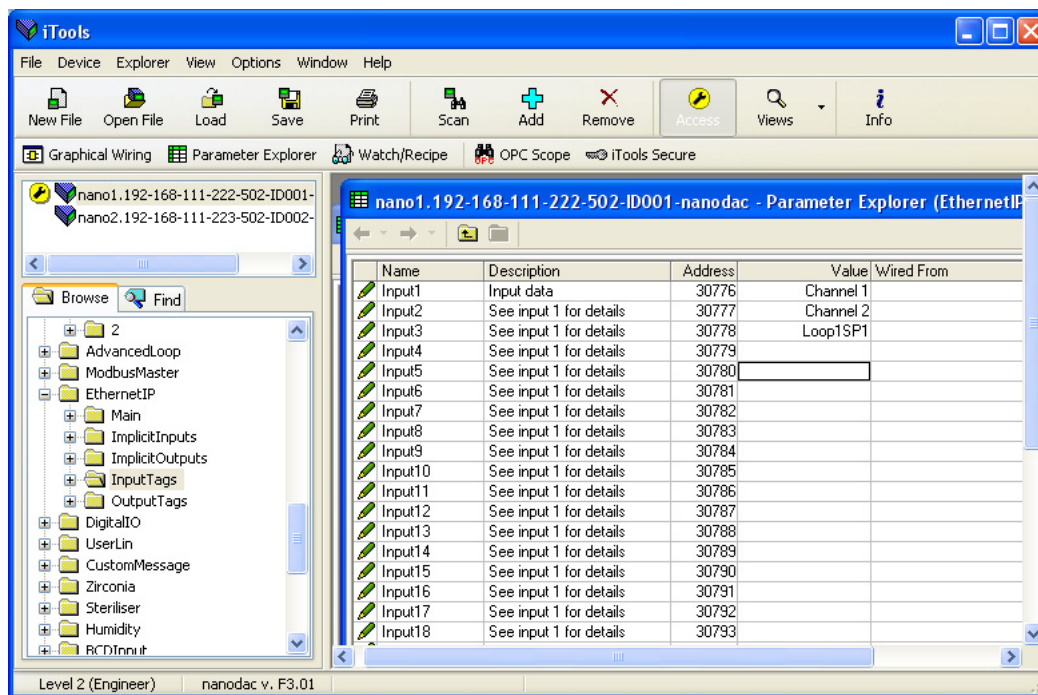 iTools
File Device Explorer View Options Window Help
New File Open File Load Save Print Scan Add Remove Access Views Info
Graphical Wiring Parameter Explorer Watch/Recipe OPC Scope iTools Secure
nano1.192-168-111-222-502-ID001-
nano2.192-168-111-223-502-ID002-
Browse Find
2
AdvancedLoop
ModbusMaster
EthernetIP
Main
ImplicitInputs
ImplicitOutputs
InputTags
OutputTags
DigitalIO
UserLin
CustomMessage
Zirconia
Steriliser
Humidity
BCDInput
nano1.192-168-111-222-502-ID001-nanodac - Parameter Explorer (EthernetIP
Name Description Address Value Wired From
Input1 Input data 30776 Channel 1
Input2 See input 1 for details 30777 Channel 2
Input3 See input 1 for details 30778 Loop1SP1
Input4 See input 1 for details 30779
Input5 See input 1 for details 30780
Input6 See input 1 for details 30781
Input7 See input 1 for details 30782
Input8 See input 1 for details 30783
Input9 See input 1 for details 30784
Input10 See input 1 for details 30785
Input11 See input 1 for details 30786
Input12 See input 1 for details 30787
Input13 See input 1 for details 30788
Input14 See input 1 for details 30789
Input15 See input 1 for details 30790
Input16 See input 1 for details 30791
Input17 See input 1 for details 30792
Input18 See input 1 for details 30793
Level 2 (Engineer) nanodac v. F3.01